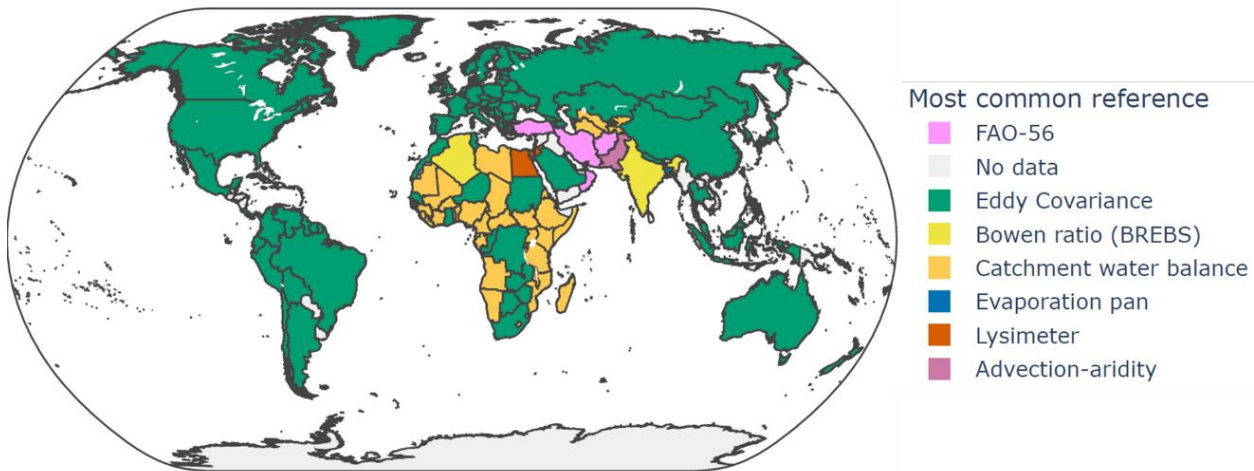 Most common reference
FAO-56
No data
Eddy Covariance
Bowen ratio (BREBS)
Catchment water balance
Evaporation pan
Lysimeter
Advection-aridity